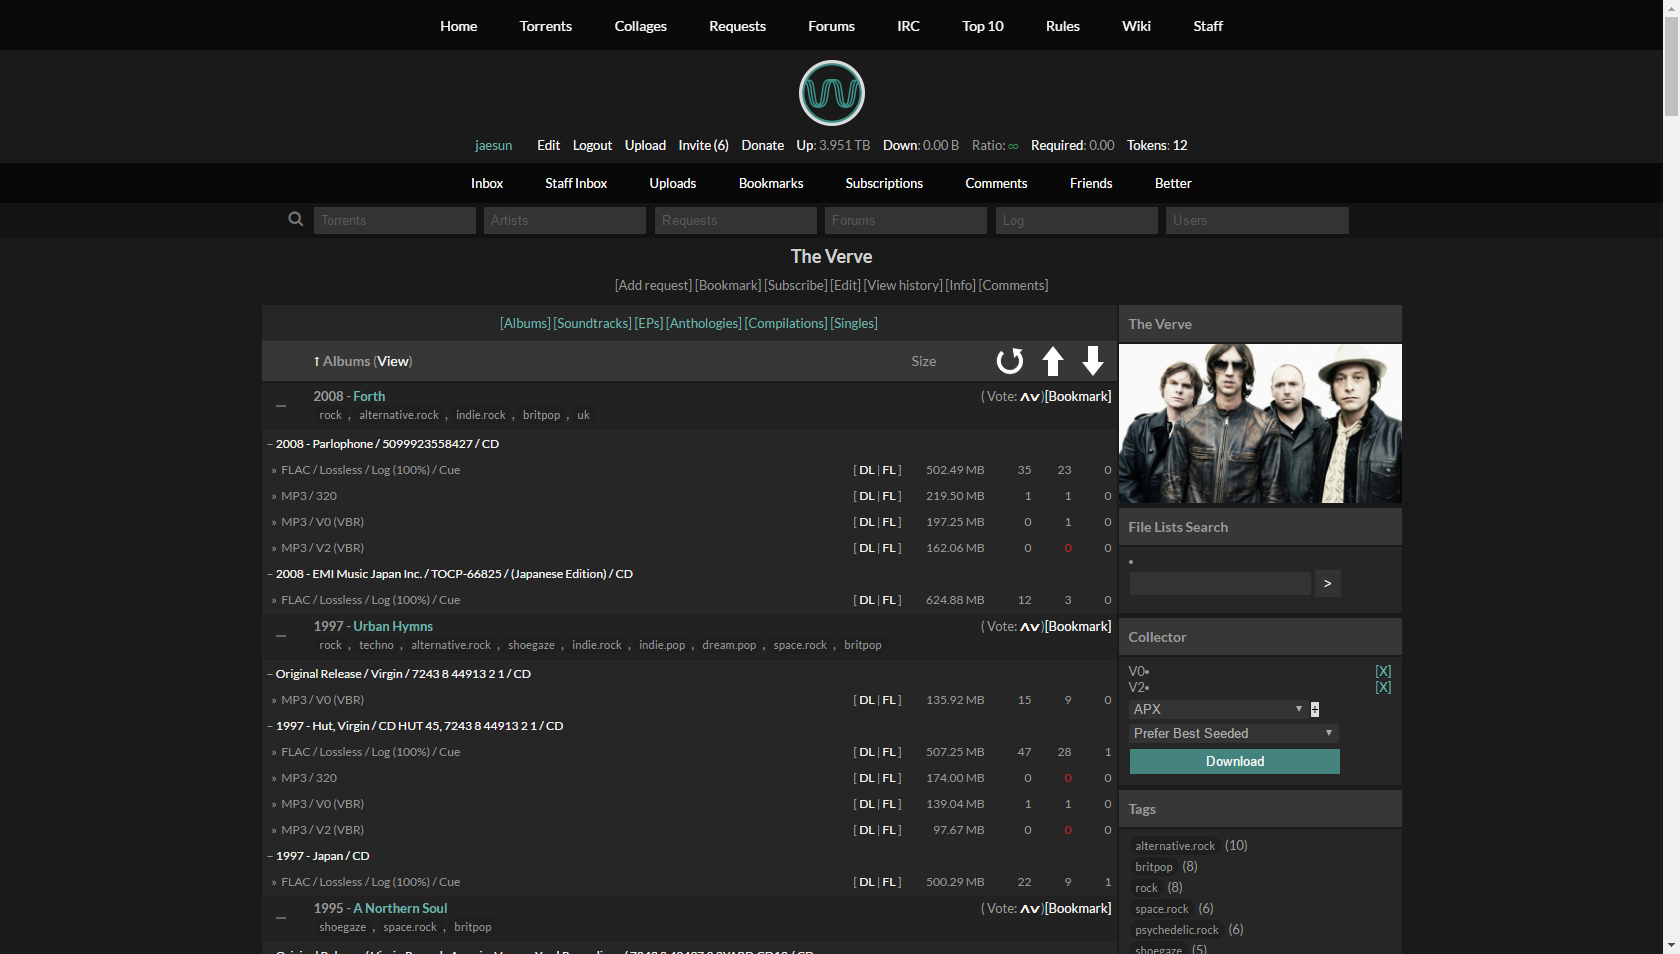 Home Torrents Collages Requests Forums IRC Top 10 Rules Wiki Staff
jaesun Edit Logout Upload Invite (6) Donate Up: 3.951 TB Down: 0.00 B Ratio: ∞ Required: 0.00 Tokens: 12
Inbox Staff Inbox Uploads Bookmarks Subscriptions Comments Friends Better
Torrents Artists Requests Forums Log Users
The Verve
[Add request] [Bookmark] [Subscribe] [Edit] [View history] [Info] [Comments]
[Albums] [Soundtracks] [EPs] [Anthologies] [Compilations] [Singles]
↑ Albums (View) Size
2008 - Forth ( Vote: ʌv ) [Bookmark]
rock , alternative.rock , indie.rock , britpop , uk
– 2008 - Parlophone / 5099923558427 / CD
» FLAC / Lossless / Log (100%) / Cue [ DL | FL ] 502.49 MB 35 23 0
» MP3 / 320 [ DL | FL ] 219.50 MB 1 1 0
» MP3 / V0 (VBR) [ DL | FL ] 197.25 MB 0 1 0
» MP3 / V2 (VBR) [ DL | FL ] 162.06 MB 0 0 0
– 2008 - EMI Music Japan Inc. / TOCP-66825 / (Japanese Edition) / CD
» FLAC / Lossless / Log (100%) / Cue [ DL | FL ] 624.88 MB 12 3 0
1997 - Urban Hymns ( Vote: ʌv ) [Bookmark]
rock , techno , alternative.rock , shoegaze , indie.rock , indie.pop , dream.pop , space.rock , britpop
– Original Release / Virgin / 7243 8 44913 2 1 / CD
» MP3 / V0 (VBR) [ DL | FL ] 135.92 MB 15 9 0
– 1997 - Hut, Virgin / CD HUT 45, 7243 8 44913 2 1 / CD
» FLAC / Lossless / Log (100%) / Cue [ DL | FL ] 507.25 MB 47 28 1
» MP3 / 320 [ DL | FL ] 174.00 MB 0 0 0
» MP3 / V0 (VBR) [ DL | FL ] 139.04 MB 1 1 0
» MP3 / V2 (VBR) [ DL | FL ] 97.67 MB 0 0 0
– 1997 - Japan / CD
» FLAC / Lossless / Log (100%) / Cue [ DL | FL ] 500.29 MB 22 9 1
1995 - A Northern Soul ( Vote: ʌv ) [Bookmark]
shoegaze , space.rock , britpop
The Verve
File Lists Search
>
Collector
V0• [X]
V2• [X]
APX +
Prefer Best Seeded
Download
Tags
alternative.rock (10)
britpop (8)
rock (8)
space.rock (6)
psychedelic.rock (6)
shoegaze (5)